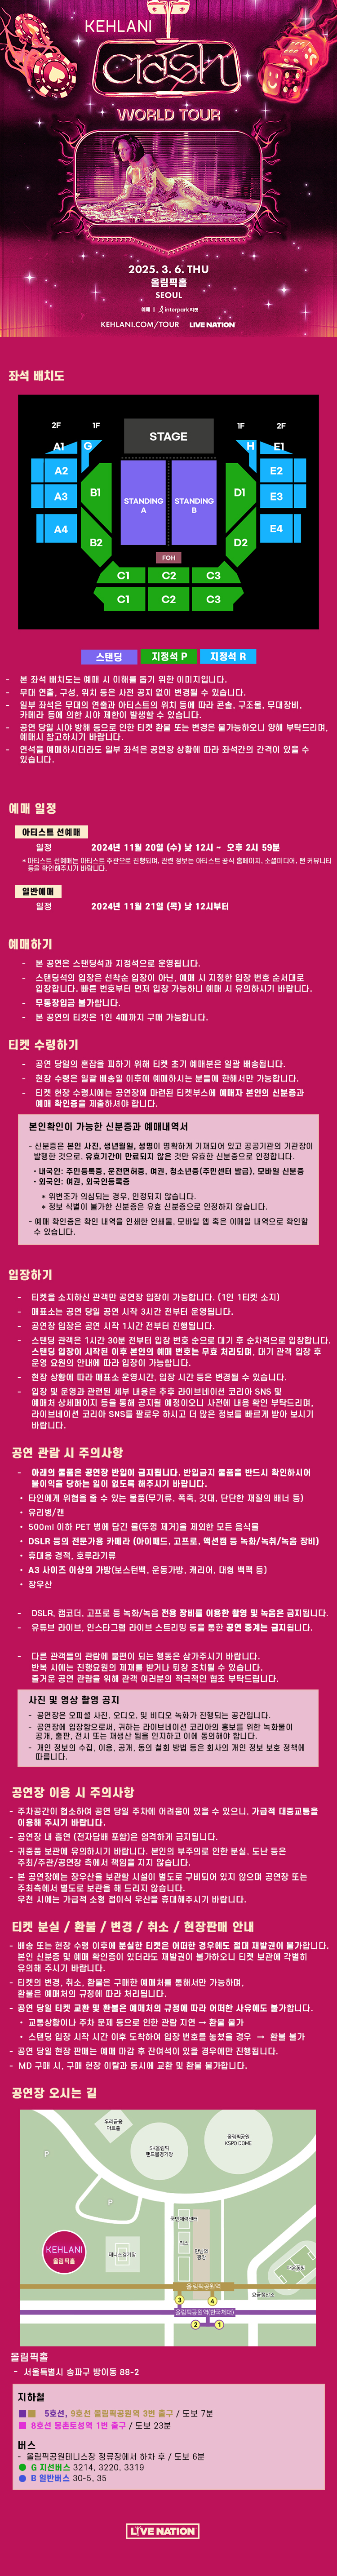 KEHLANI
crash
WORLD TOUR
2025. 3. 6. THU
올림픽홀
SEOUL
예매 | interpark 티켓
KEHLANI.COM/TOUR LIVE NATION
좌석 배치도
2F 1F 1F 2F
STAGE
A1 G H E1
A2 E2
A3 B1 STANDING A STANDING B D1 E3
A4 B2 D2 E4
FOH
C1 C2 C3
C1 C2 C3
스탠딩 지정석 P 지정석 R
- 본 좌석 배치도는 예매 시 이해를 돕기 위한 이미지입니다.
- 무대 연출, 구성, 위치 등은 사전 공지 없이 변경될 수 있습니다.
- 일부 좌석은 무대의 연출과 아티스트의 위치 등에 따라 콘솔, 구조물, 무대장비,
카메라 등에 의한 시야 제한이 발생할 수 있습니다.
- 공연 당일 시야 방해 등으로 인한 티켓 환불 또는 변경은 불가능하오니 양해 부탁드리며,
예매시 참고하시기 바랍니다.
- 연석을 예매하시더라도 일부 좌석은 공연장 상황에 따라 좌석간의 간격이 있을 수
있습니다.
예매 일정
아티스트 선예매
일정 2024년 11월 20일 (수) 낮 12시 ~ 오후 2시 59분
* 아티스트 선예매는 아티스트 주관으로 진행되며, 관련 정보는 아티스트 공식 홈페이지, 소셜미디어, 팬 커뮤니티
등을 확인해주시기 바랍니다.
일반예매
일정 2024년 11월 21일 (목) 낮 12시부터
예매하기
- 본 공연은 스탠딩석과 지정석으로 운영됩니다.
- 스탠딩석의 입장은 선착순 입장이 아닌, 예매 시 지정한 입장 번호 순서대로
입장합니다. 빠른 번호부터 먼저 입장 가능하니 예매 시 유의하시기 바랍니다.
- 무통장입금 불가합니다.
- 본 공연의 티켓은 1인 4매까지 구매 가능합니다.
티켓 수령하기
- 공연 당일의 혼잡을 피하기 위해 티켓 초기 예매분은 일괄 배송됩니다.
- 현장 수령은 일괄 배송일 이후에 예매하시는 분들에 한해서만 가능합니다.
- 티켓 현장 수령시에는 공연장에 마련된 티켓부스에 예매자 본인의 신분증과
예매 확인증을 제출하셔야 합니다.
본인확인이 가능한 신분증과 예매내역서
- 신분증은 본인 사진, 생년월일, 성명이 명확하게 기재되어 있고 공공기관의 기관장이
발행한 것으로, 유효기간이 만료되지 않은 것만 유효한 신분증으로 인정합니다.
• 내국인: 주민등록증, 운전면허증, 여권, 청소년증(주민센터 발급), 모바일 신분증
• 외국인: 여권, 외국인등록증
* 위변조가 의심되는 경우, 인정되지 않습니다.
* 정보 식별이 불가한 신분증은 유효 신분증으로 인정하지 않습니다.
- 예매 확인증은 확인 내역을 인쇄한 인쇄물, 모바일 앱 혹은 이메일 내역으로 확인할
수 있습니다.
입장하기
- 티켓을 소지하신 관객만 공연장 입장이 가능합니다. (1인 1티켓 소지)
- 매표소는 공연 당일 공연 시작 3시간 전부터 운영됩니다.
- 공연장 입장은 공연 시작 1시간 전부터 진행됩니다.
- 스탠딩 관객은 1시간 30분 전부터 입장 번호 순으로 대기 후 순차적으로 입장합니다.
스탠딩 입장이 시작된 이후 본인의 예매 번호는 무효 처리되며, 대기 관객 입장 후
운영 요원의 안내에 따라 입장이 가능합니다.
- 현장 상황에 따라 매표소 운영시간, 입장 시간 등은 변경될 수 있습니다.
- 입장 및 운영과 관련된 세부 내용은 추후 라이브네이션 코리아 SNS 및
예매처 상세페이지 등을 통해 공지될 예정이오니 사전에 내용 확인 부탁드리며,
라이브네이션 코리아 SNS를 팔로우 하시고 더 많은 정보를 빠르게 받아 보시기
바랍니다.
공연 관람 시 주의사항
- 아래의 물품은 공연장 반입이 금지됩니다. 반입금지 물품을 반드시 확인하시어
불이익을 당하는 일이 없도록 해주시기 바랍니다.
• 타인에게 위협을 줄 수 있는 물품(무기류, 폭죽, 깃대, 단단한 재질의 배너 등)
• 유리병/캔
• 500ml 이하 PET 병에 담긴 물(뚜껑 제거)을 제외한 모든 음식물
• DSLR 등의 전문가용 카메라 (아이패드, 고프로, 액션캠 등 녹화/녹취/녹음 장비)
• 휴대용 경적, 호루라기류
• A3 사이즈 이상의 가방(보스턴백, 운동가방, 캐리어, 대형 백팩 등)
• 장우산
- DSLR, 캠코더, 고프로 등 녹화/녹음 전용 장비를 이용한 촬영 및 녹음은 금지됩니다.
- 유튜브 라이브, 인스타그램 라이브 스트리밍 등을 통한 공연 중계는 금지됩니다.
- 다른 관객들의 관람에 불편이 되는 행동은 삼가주시기 바랍니다.
반복 시에는 진행요원의 제재를 받거나 퇴장 조치될 수 있습니다.
즐거운 공연 관람을 위해 관객 여러분의 적극적인 협조 부탁드립니다.
사진 및 영상 촬영 공지
- 공연장은 오피셜 사진, 오디오, 및 비디오 녹화가 진행되는 공간입니다.
- 공연장에 입장함으로써, 귀하는 라이브네이션 코리아의 홍보를 위한 녹화물이
공개, 출판, 전시 또는 재생산 됨을 인지하고 이에 동의해야 합니다.
- 개인 정보의 수집, 이용, 공개, 동의 철회 방법 등은 회사의 개인 정보 보호 정책에
따릅니다.
공연장 이용 시 주의사항
- 주차공간이 협소하여 공연 당일 주차에 어려움이 있을 수 있으니, 가급적 대중교통을
이용해 주시기 바랍니다.
- 공연장 내 흡연 (전자담배 포함)은 엄격하게 금지됩니다.
- 귀중품 보관에 유의하시기 바랍니다. 본인의 부주의로 인한 분실, 도난 등은
주최/주관/공연장 측에서 책임을 지지 않습니다.
- 본 공연장에는 장우산을 보관할 시설이 별도로 구비되어 있지 않으며 공연장 또는
주최측에서 별도로 보관을 해 드리지 않습니다.
우천 시에는 가급적 소형 접이식 우산을 휴대해주시기 바랍니다.
티켓 분실 / 환불 / 변경 / 취소 / 현장판매 안내
- 배송 또는 현장 수령 이후에 분실한 티켓은 어떠한 경우에도 절대 재발권이 불가합니다.
본인 신분증 및 예매 확인증이 있더라도 재발권이 불가하오니 티켓 보관에 각별히
유의해 주시기 바랍니다.
- 티켓의 변경, 취소, 환불은 구매한 예매처를 통해서만 가능하며,
환불은 예매처의 규정에 따라 처리됩니다.
- 공연 당일 티켓 교환 및 환불은 예매처의 규정에 따라 어떠한 사유에도 불가합니다.
• 교통상황이나 주차 문제 등으로 인한 관람 지연 → 환불 불가
• 스탠딩 입장 시작 시간 이후 도착하여 입장 번호를 놓쳤을 경우 → 환불 불가
- 공연 당일 현장 판매는 예매 마감 후 잔여석이 있을 경우에만 진행됩니다.
- MD 구매 시, 구매 현장 이탈과 동시에 교환 및 환불 불가합니다.
공연장 오시는 길
우리금융
아트홀
P
SK올림픽
핸드볼경기장
올림픽공원
KSPO DOME
P
국민체력센터
KEHLANI
올림픽홀
테니스경기장
만남의
광장
대운동장
올림픽공원역
3 4
올림픽공원역(한국체대)
2 1
올림픽홀
- 서울특별시 송파구 방이동 88-2
지하철
5호선, 9호선 올림픽공원역 3번 출구 / 도보 7분
8호선 몽촌토성역 1번 출구 / 도보 23분
버스
- 올림픽공원테니스장 정류장에서 하차 후 / 도보 6분
G 지선버스 3214, 3220, 3319
B 일반버스 30-5, 35
LIVE NATION